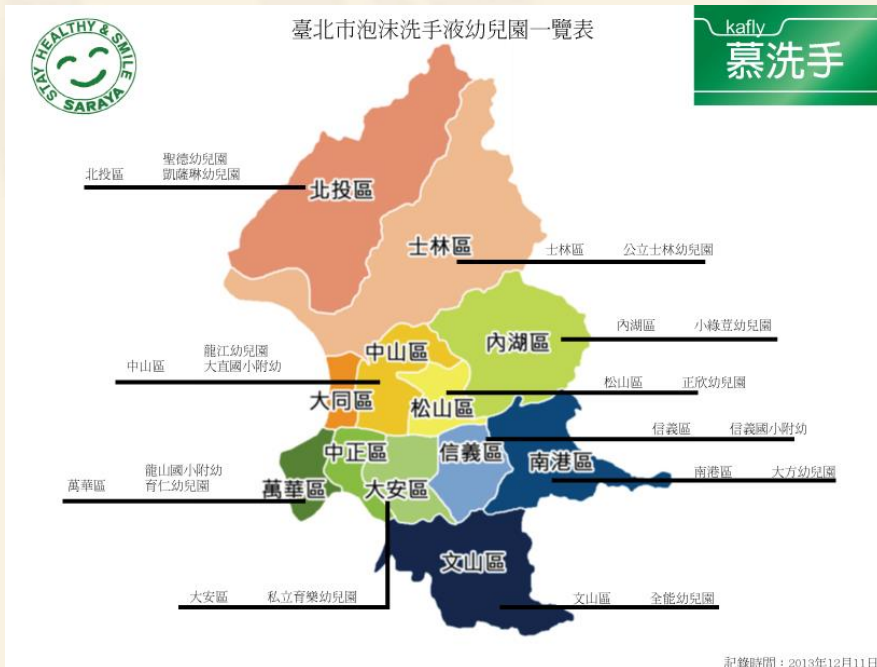 臺北市泡沫洗手液幼兒園一覽表
STAY HEALTHY & SMILE
SARAYA
kafly
慕洗手
北投區
聖德幼兒園
凱薩琳幼兒園
北投區
士林區
士林區 公立士林幼兒園
內湖區 小綠荳幼兒園
內湖區
中山區
龍江幼兒園
大直國小附幼
中山區
松山區 正欣幼兒園
大同區
松山區
信義區 信義國小附幼
中正區
信義區
南港區
南港區 大方幼兒園
萬華區
龍山國小附幼
育仁幼兒園
萬華區
大安區
文山區
大安區 私立育樂幼兒園
文山區 全能幼兒園
記錄時間：2013年12月11日